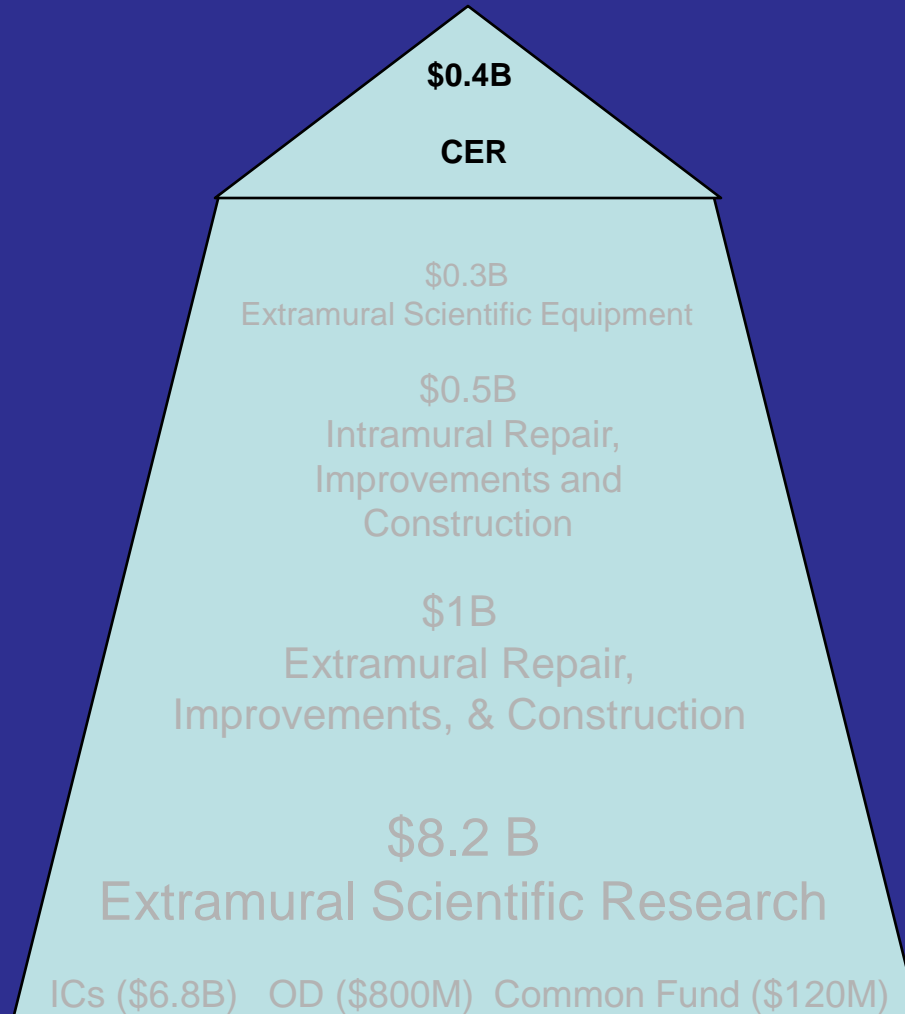 $0.4B
CER
$0.3B
Extramural Scientific Equipment
$0.5B
Intramural Repair,
Improvements and
Construction
$1B
Extramural Repair,
Improvements, & Construction
$8.2 B
Extramural Scientific Research
ICs ($6.8B) OD ($800M) Common Fund ($120M)